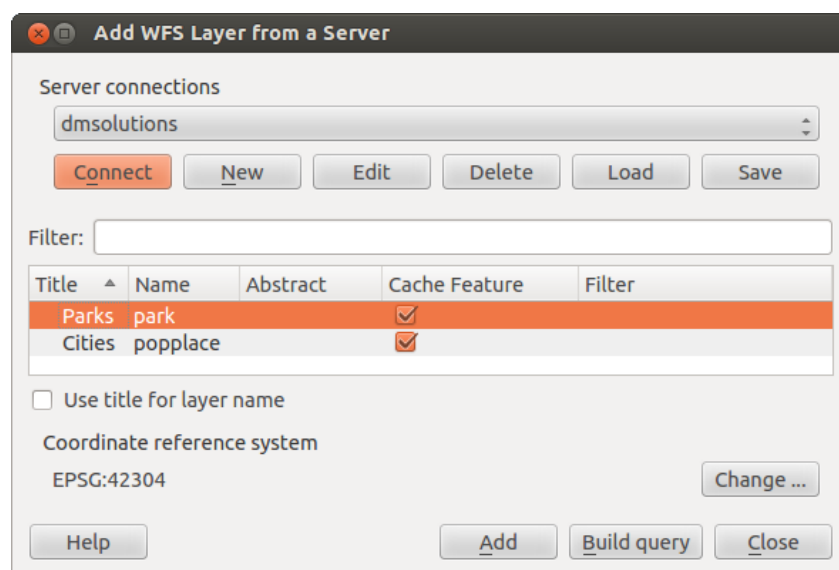 Add WFS Layer from a Server
Server connections
dmsolutions
Connect New Edit Delete Load Save
Filter:
Title Name Abstract Cache Feature Filter
Parks park
Cities popplace
Use title for layer name
Coordinate reference system
EPSG:42304 Change ...
Help Add Build query Close